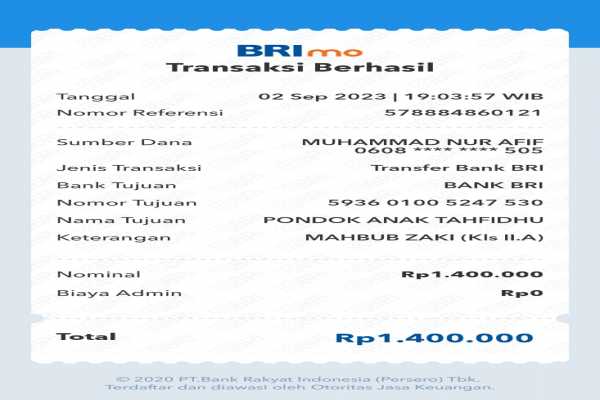 BRImo
Transaksi Berhasil
Tanggal 02 Sep 2023 | 19:03:57 WIB
Nomor Referensi 578884860121
Sumber Dana MUHAMMAD NUR AFIF
0608 **** **** 505
Jenis Transaksi Transfer Bank BRI
Bank Tujuan BANK BRI
Nomor Tujuan 5936 0100 5247 530
Nama Tujuan PONDOK ANAK TAHFIDHU
Keterangan MAHBUB ZAKI (Kls II.A)
Nominal Rp1.400.000
Biaya Admin Rp0
Total Rp1.400.000
© 2020 PT.Bank Rakyat Indonesia (Persero) Tbk.
Terdaftar dan diawasi oleh Otoritas Jasa Keuangan.